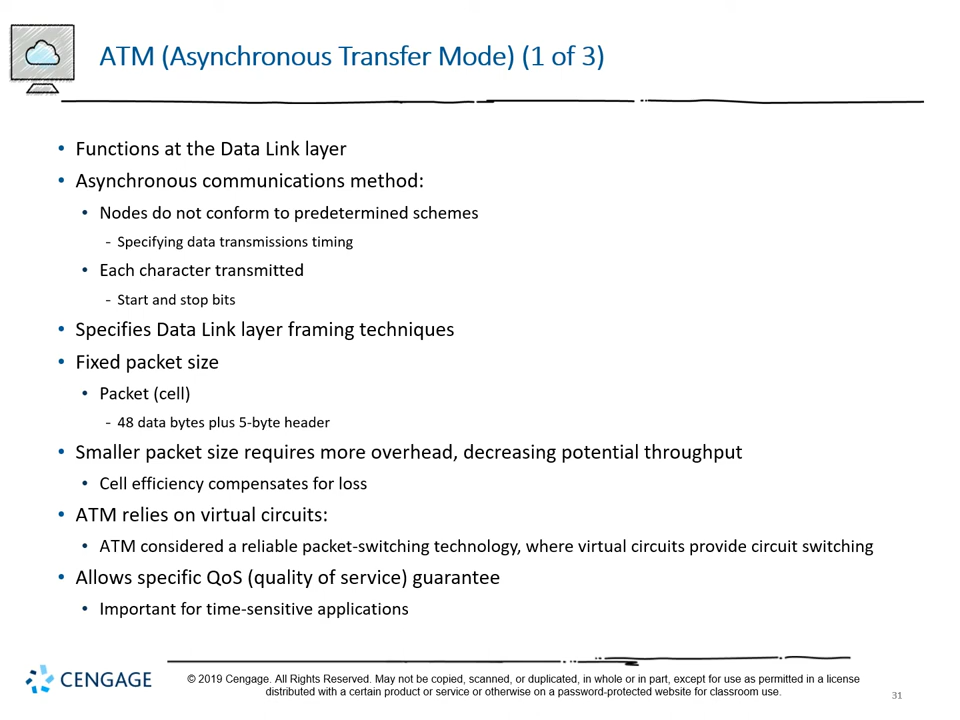 ATM (Asynchronous Transfer Mode) (1 of 3)
• Functions at the Data Link layer
• Asynchronous communications method:
• Nodes do not conform to predetermined schemes
- Specifying data transmissions timing
• Each character transmitted
- Start and stop bits
• Specifies Data Link layer framing techniques
• Fixed packet size
• Packet (cell)
- 48 data bytes plus 5-byte header
• Smaller packet size requires more overhead, decreasing potential throughput
• Cell efficiency compensates for loss
• ATM relies on virtual circuits:
• ATM considered a reliable packet-switching technology, where virtual circuits provide circuit switching
• Allows specific QoS (quality of service) guarantee
• Important for time-sensitive applications
CENGAGE
© 2019 Cengage. All Rights Reserved. May not be copied, scanned, or duplicated, in whole or in part, except for use as permitted in a license
distributed with a certain product or service or otherwise on a password-protected website for classroom use.
31